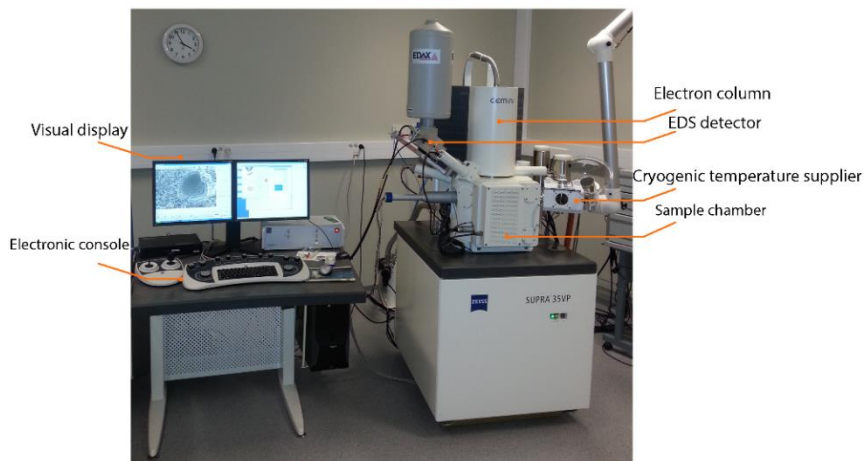 EDAX
Electron column
EDS detector
Visual display
Cryogenic temperature supplier
Sample chamber
Electronic console
ZEISS
SUPRA 35VP